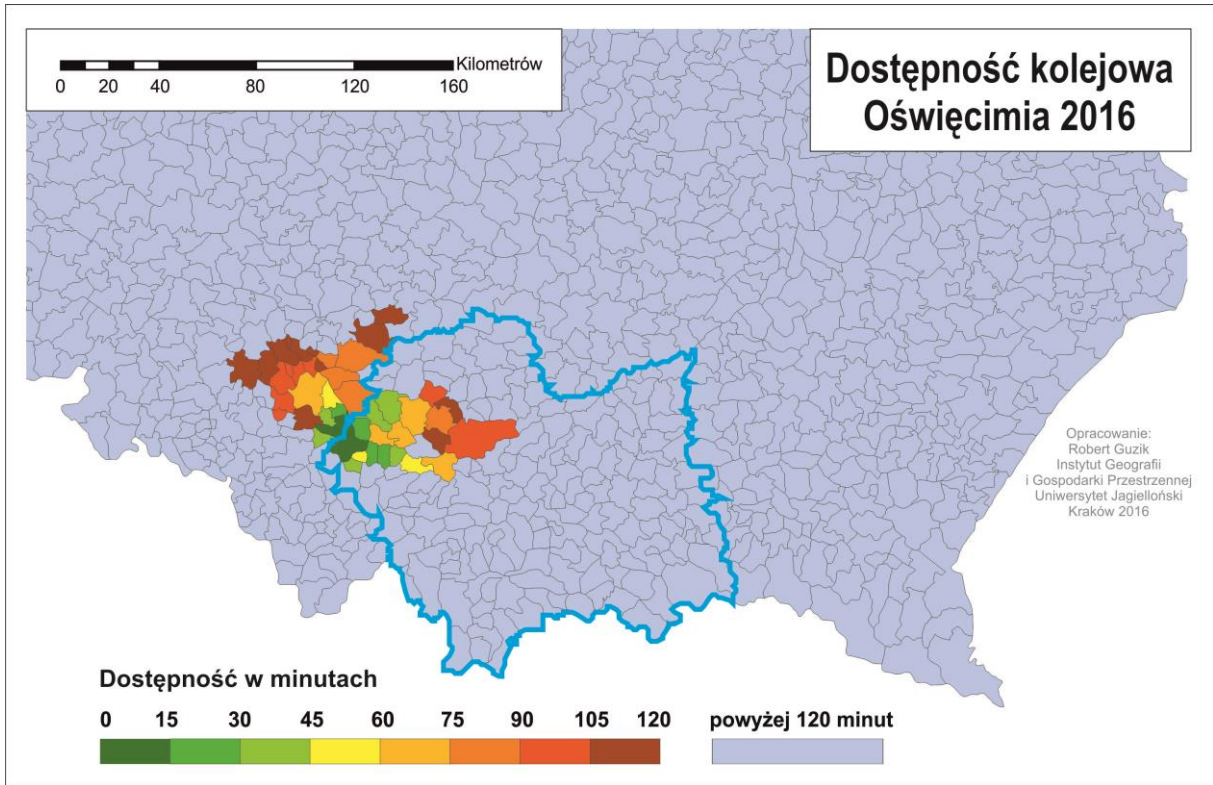 Kilometrów
0 20 40 80 120 160
Dostępność kolejowa
Oświęcimia 2016
Opracowanie:
Robert Guzik
Instytut Geografii
i Gospodarki Przestrzennej
Uniwersytet Jagielloński
Kraków 2016
Dostępność w minutach
0 15 30 45 60 75 90 105 120 powyżej 120 minut